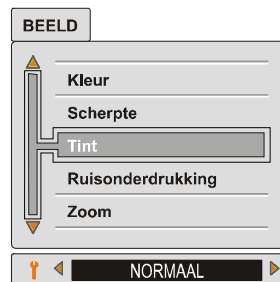 BEELD
Kleur
Scherpte
Tint
Ruisonderdrukking
Zoom
NORMAAL